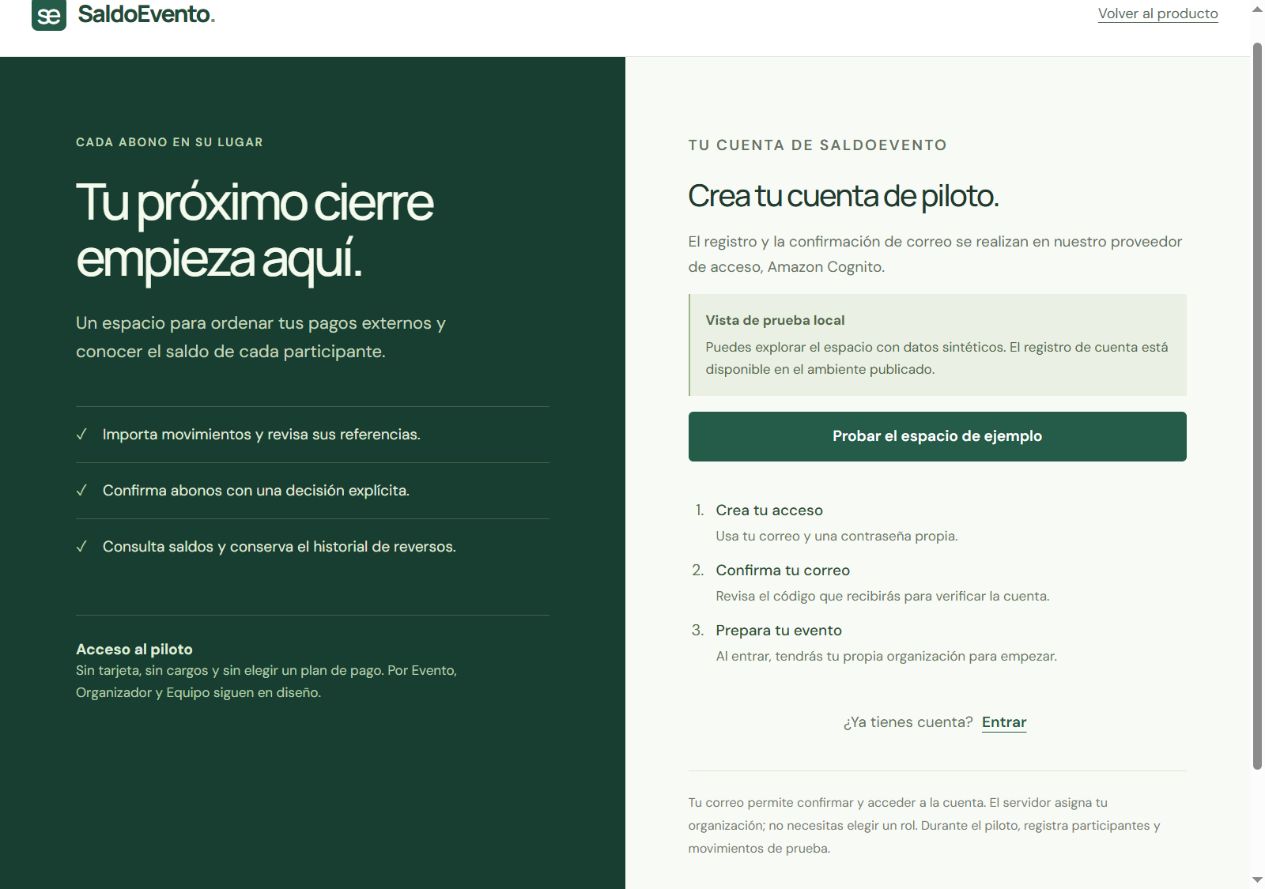 se SaldoEvento.
Volver al producto
CADA ABONO EN SU LUGAR
Tu próximo cierre
empieza aquí.
Un espacio para ordenar tus pagos externos y
conocer el saldo de cada participante.
✓ Importa movimientos y revisa sus referencias.
✓ Confirma abonos con una decisión explícita.
✓ Consulta saldos y conserva el historial de reversos.
Acceso al piloto
Sin tarjeta, sin cargos y sin elegir un plan de pago. Por Evento,
Organizador y Equipo siguen en diseño.
TU CUENTA DE SALDOEVENTO
Crea tu cuenta de piloto.
El registro y la confirmación de correo se realizan en nuestro proveedor
de acceso, Amazon Cognito.
Vista de prueba local
Puedes explorar el espacio con datos sintéticos. El registro de cuenta está
disponible en el ambiente publicado.
Probar el espacio de ejemplo
1. Crea tu acceso
Usa tu correo y una contraseña propia.
2. Confirma tu correo
Revisa el código que recibirás para verificar la cuenta.
3. Prepara tu evento
Al entrar, tendrás tu propia organización para empezar.
¿Ya tienes cuenta? Entrar
Tu correo permite confirmar y acceder a la cuenta. El servidor asigna tu
organización; no necesitas elegir un rol. Durante el piloto, registra participantes y
movimientos de prueba.